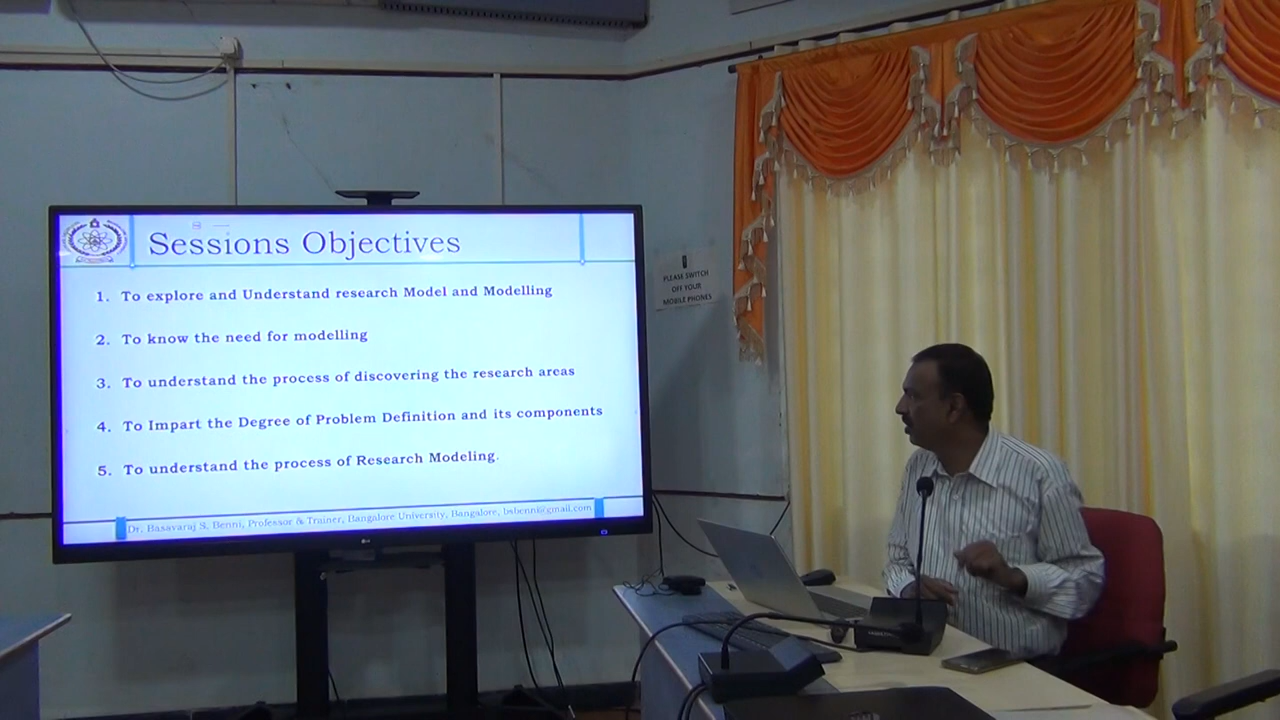 Sessions Objectives
1. To explore and Understand research Model and Modelling
2. To know the need for modelling
3. To understand the process of discovering the research areas
4. To Impart the Degree of Problem Definition and its components
5. To understand the process of Research Modeling.
Dr. Basavaraj S. Benni, Professor & Trainer, Bangalore University, Bangalore, bsbenni@gmail.com
LG
PLEASE SWITCH
OFF YOUR
MOBILE PHONES